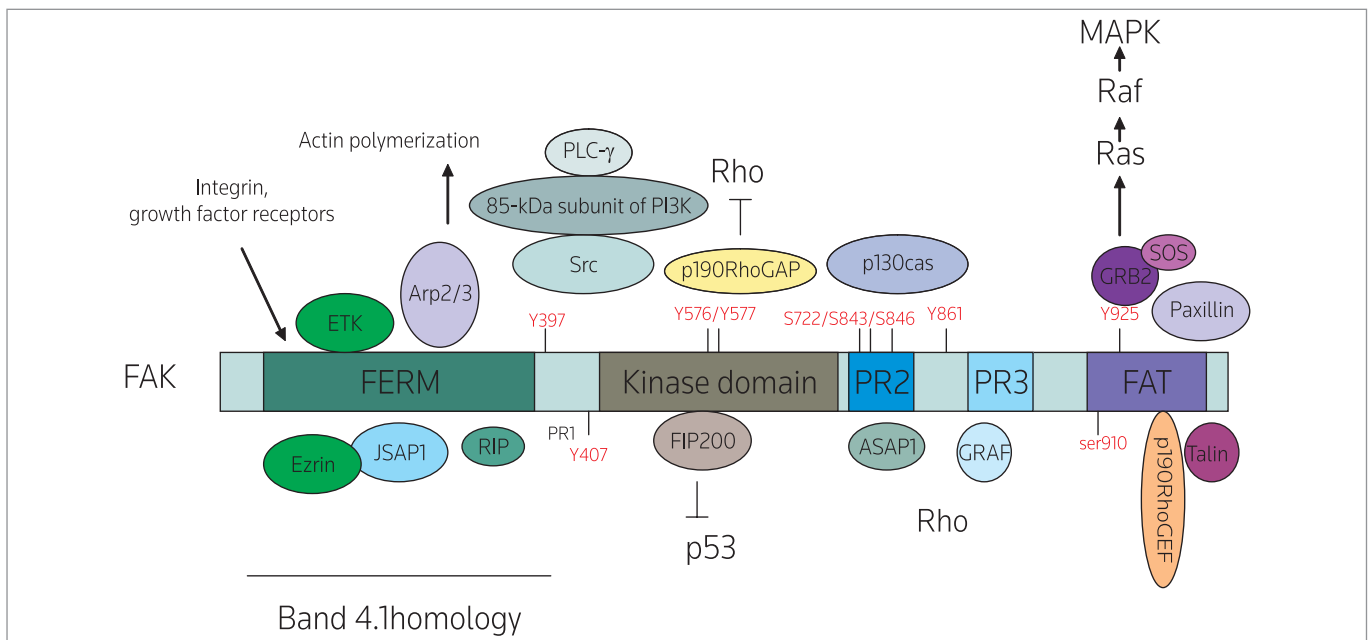 MAPK
Raf
Ras
Actin polymerization
PLC-γ
Rho
Integrin,
growth factor receptors
85-kDa subunit of PI3K
Src
p190RhoGAP
p130cas
SOS
GRB2
Arp2/3
ETK
Paxillin
Y397
Y576/Y577
S722/S843/S846
Y861
Y925
FAK
FERM
Kinase domain
PR2
PR3
FAT
PR1
Y407
ser910
Ezrin
JSAP1
RIP
FIP200
ASAP1
GRAF
p190RhoGEF
Talin
Rho
p53
Band 4.1homology